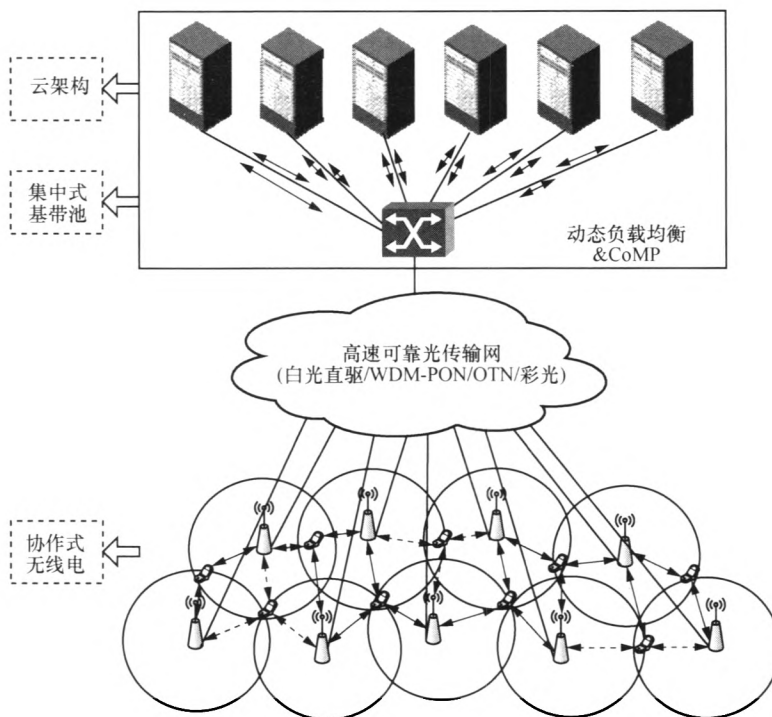 云架构
集中式
基带池
动态负载均衡
&CoMP
高速可靠光传输网
(白光直驱/WDM-PON/OTN/彩光)
协作式
无线电